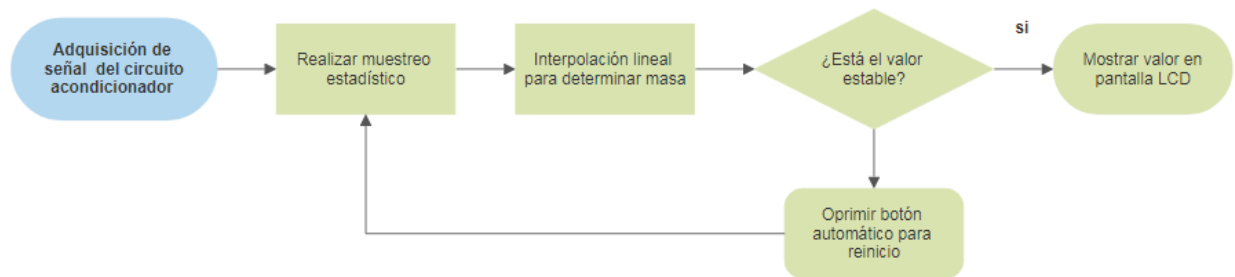 Adquisición de
señal del circuito
acondicionador
Realizar muestreo
estadístico
Interpolación lineal
para determinar masa
¿Está el valor
estable?
si
Mostrar valor en
pantalla LCD
Oprimir botón
automático para
reinicio